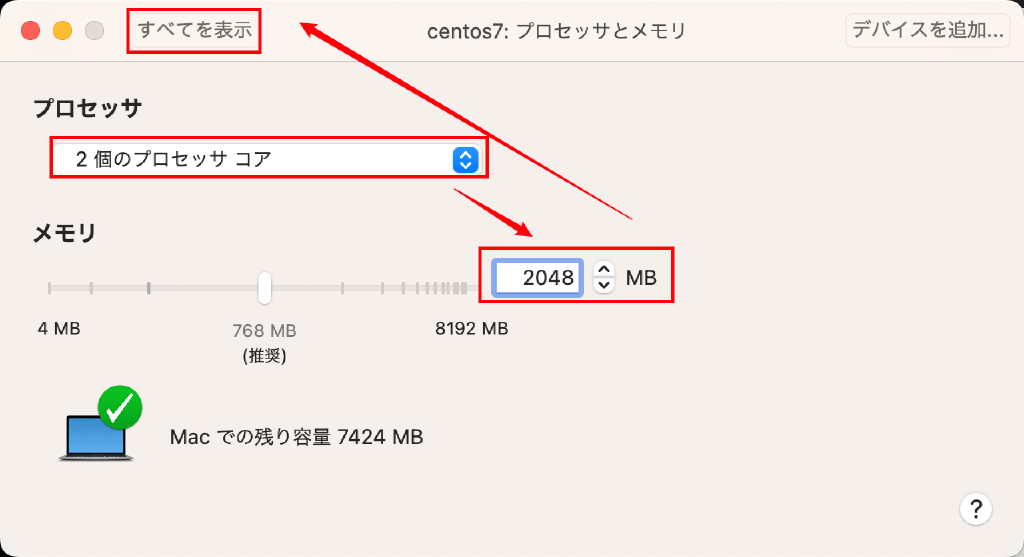 すべてを表示
centos7: プロセッサとメモリ
デバイスを追加...
プロセッサ
2 個のプロセッサ コア
メモリ
2048 MB
4 MB
768 MB
(推奨)
8192 MB
Mac での残り容量 7424 MB
?